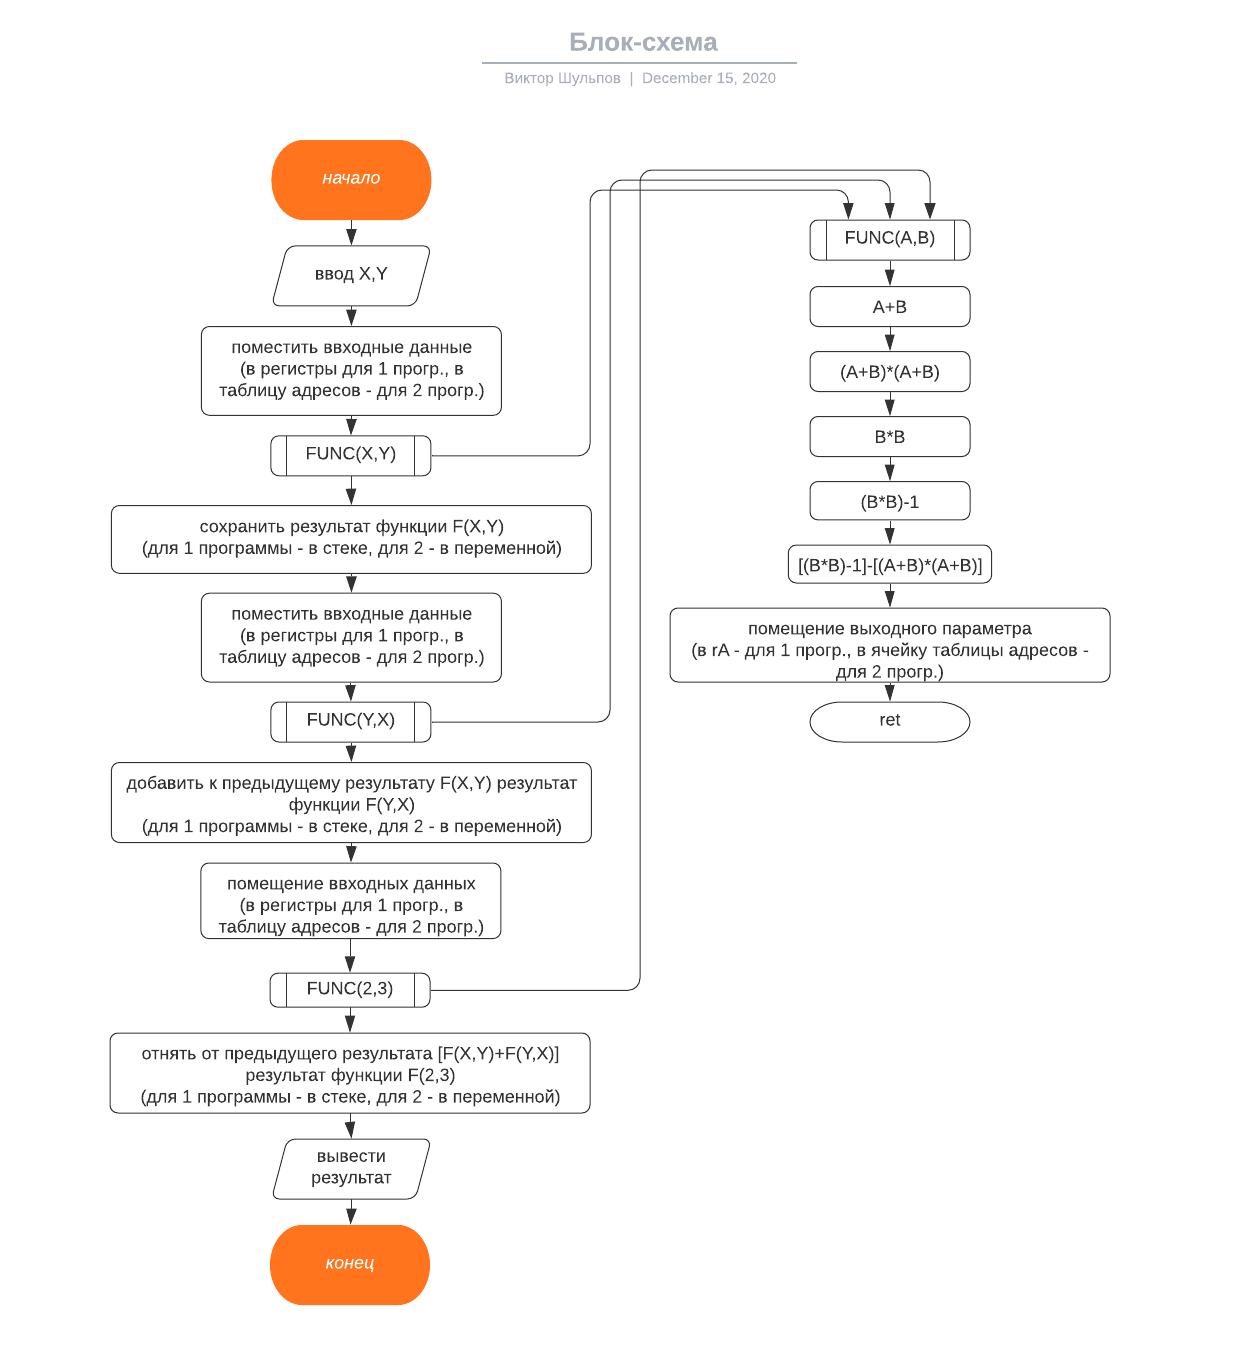 Блок-схема
Виктор Шульпов | December 15, 2020
начало
ввод X,Y
поместить ввходные данные
(в регистры для 1 прогр., в
таблицу адресов - для 2 прогр.)
FUNC(X,Y)
сохранить результат функции F(X,Y)
(для 1 программы - в стеке, для 2 - в переменной)
поместить ввходные данные
(в регистры для 1 прогр., в
таблицу адресов - для 2 прогр.)
FUNC(Y,X)
добавить к предыдущему результату F(X,Y) результат
функции F(Y,X)
(для 1 программы - в стеке, для 2 - в переменной)
помещение ввходных данных
(в регистры для 1 прогр., в
таблицу адресов - для 2 прогр.)
FUNC(2,3)
отнять от предыдущего результата [F(X,Y)+F(Y,X)]
результат функции F(2,3)
(для 1 программы - в стеке, для 2 - в переменной)
вывести
результат
конец
FUNC(A,B)
A+B
(A+B)*(A+B)
B*B
(B*B)-1
[(B*B)-1]-[(A+B)*(A+B)]
помещение выходного параметра
(в rA - для 1 прогр., в ячейку таблицы адресов -
для 2 прогр.)
ret